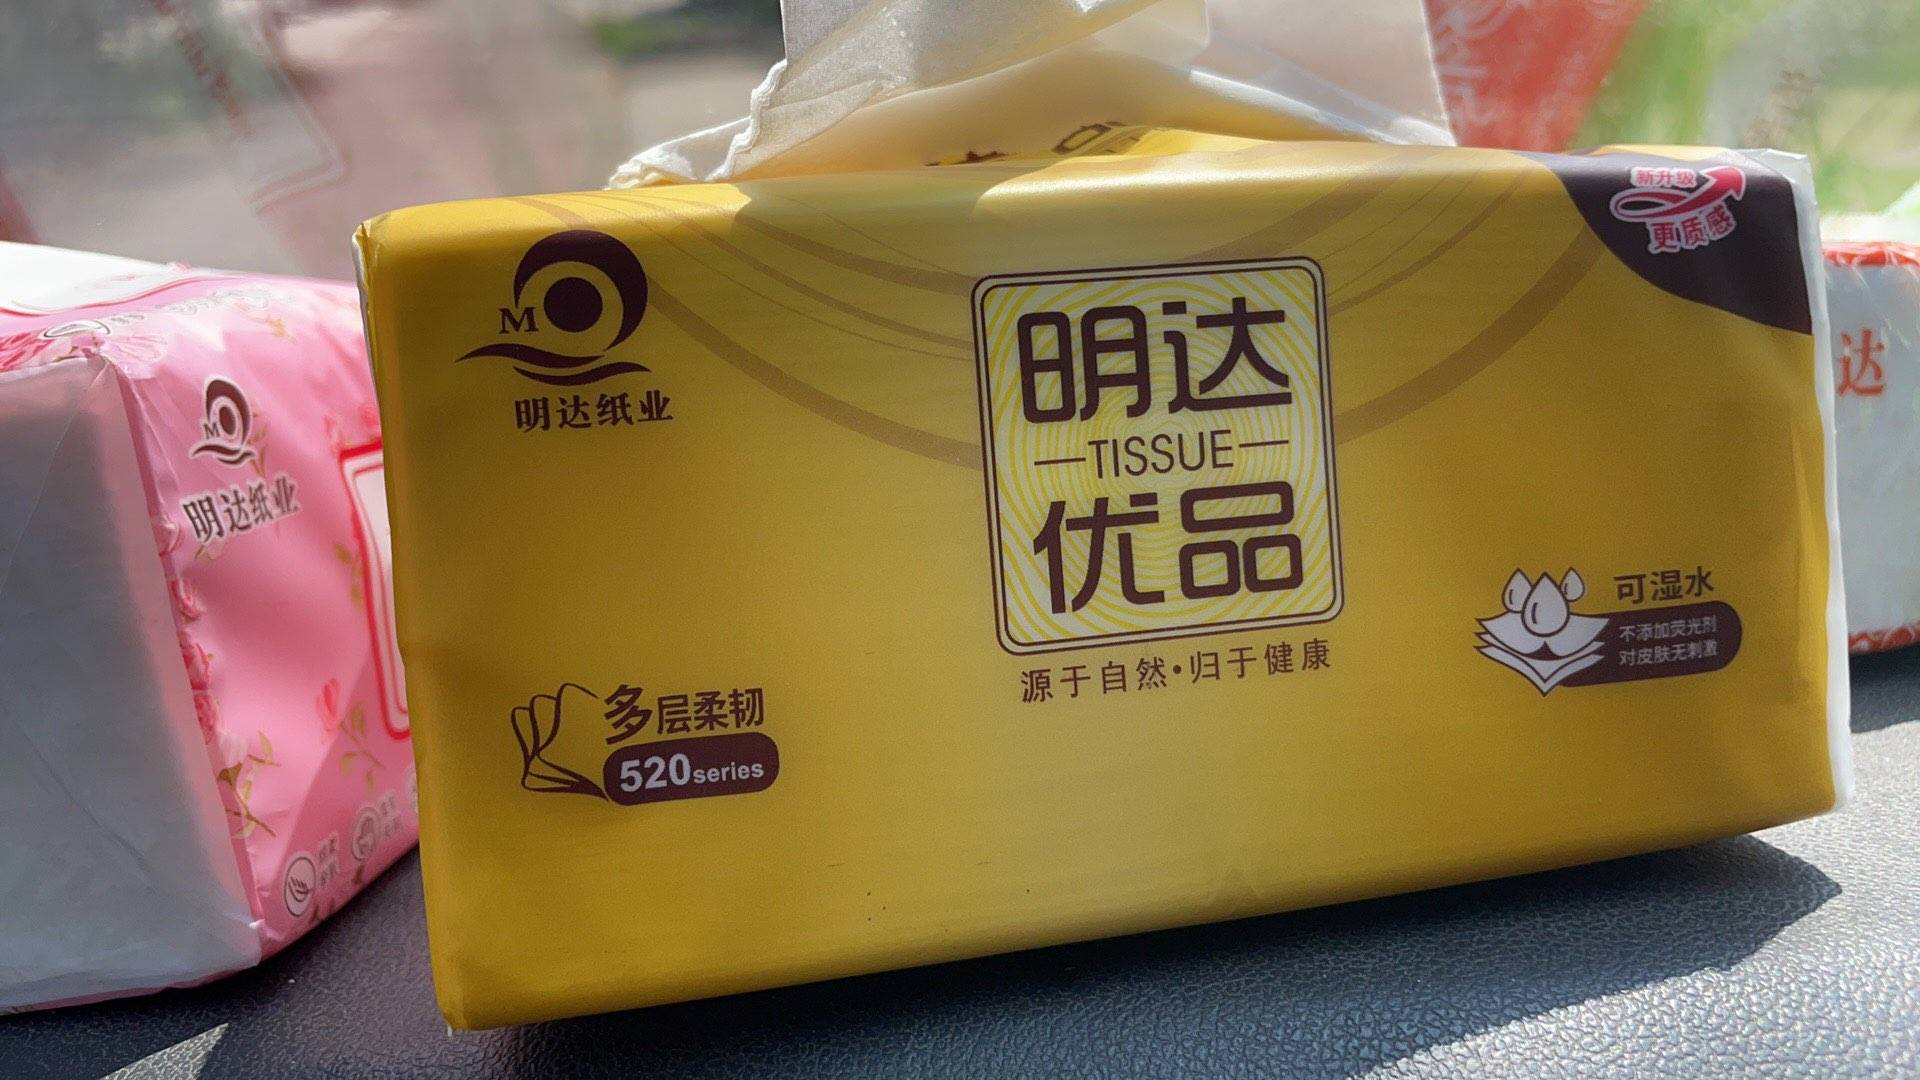 新升级
更质感
M
明达纸业
明达
TISSUE
优品
源于自然·归于健康
多层柔韧
520series
可湿水
不添加荧光剂
对皮肤无刺激
M
明达纸业
达